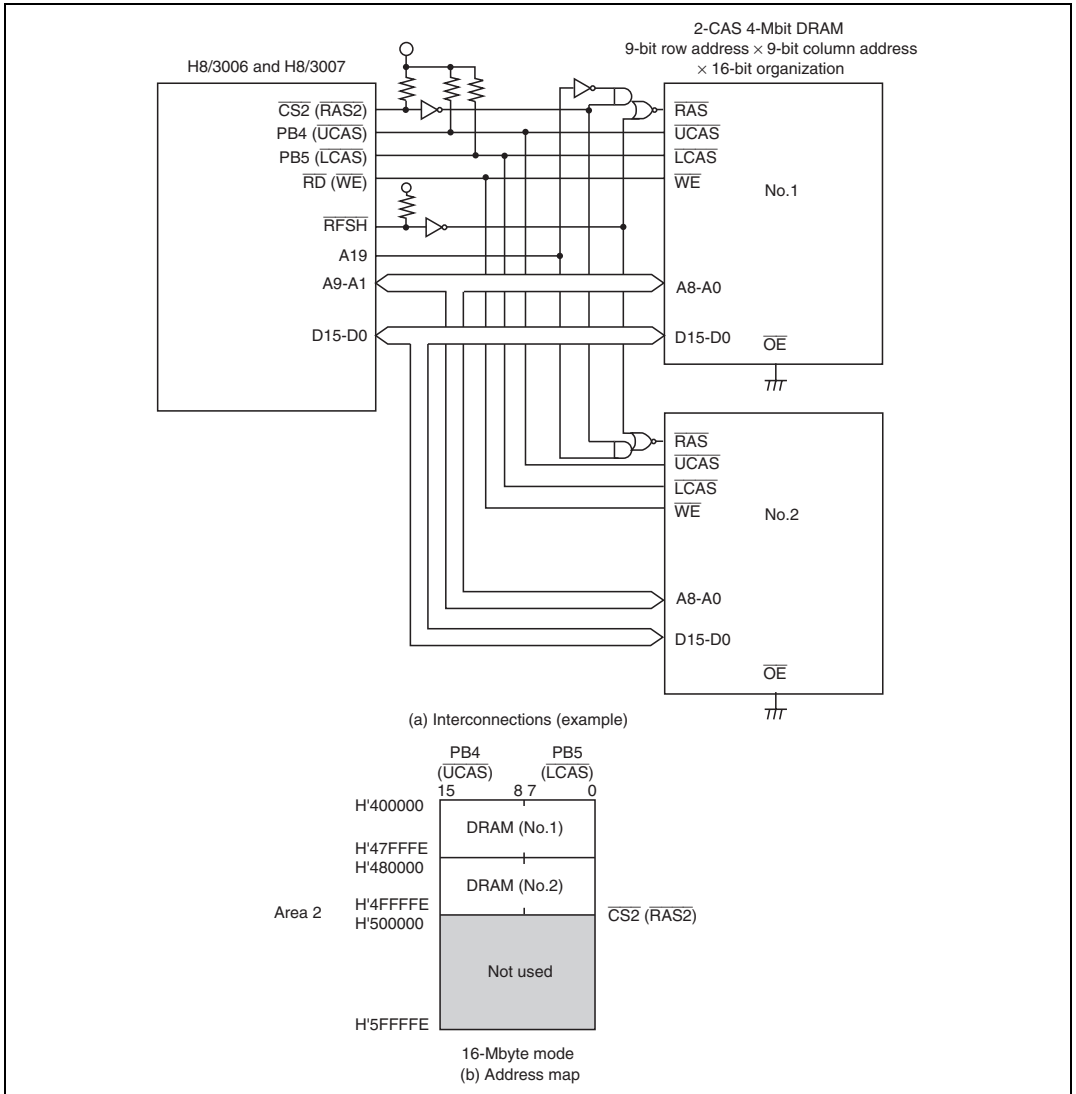 2-CAS 4-Mbit DRAM
9-bit row address × 9-bit column address
× 16-bit organization
H8/3006 and H8/3007
CS2 (RAS2)
PB4 (UCAS)
PB5 (LCAS)
RD (WE)
RFSH
A19
A9-A1
D15-D0
RAS
UCAS
LCAS
WE
No.1
A8-A0
D15-D0
OE
RAS
UCAS
LCAS
WE
No.2
A8-A0
D15-D0
OE
(a) Interconnections (example)
PB4
(UCAS)
PB5
(LCAS)
15
8 7
0
H'400000
DRAM (No.1)
H'47FFFE
H'480000
DRAM (No.2)
Area 2
H'4FFFFE
CS2 (RAS2)
H'500000
Not used
H'5FFFFE
16-Mbyte mode
(b) Address map